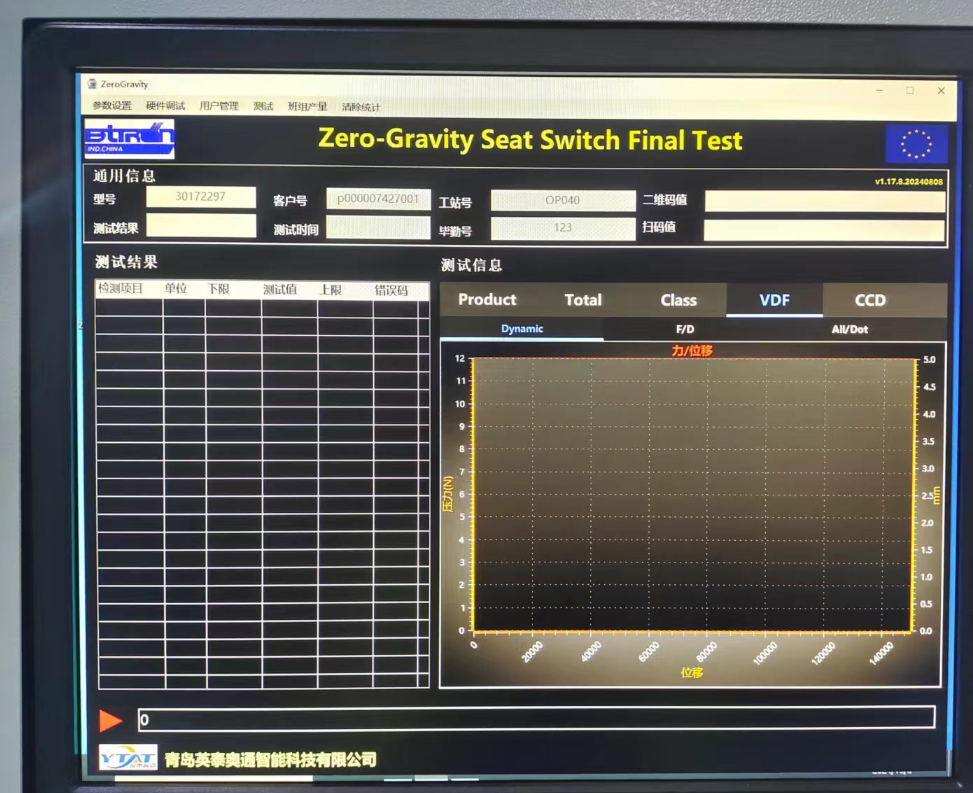 ZeroGravity
参数设置 硬件调试 用户管理 测试 班组产量 清除统计
BtRoN
IND.CHINA
Zero-Gravity Seat Switch Final Test
通用信息
v1.17.8.20240808
型号 30172297 客户号 p000007427001 工站号 OP040 二维码值
测试结果 测试时间 毕勤号 123 扫码值
测试结果
测试信息
检测项目 单位 下限 测试值 上限 错误码
Product Total Class VDF CCD
Dynamic F/D All/Dot
力/位移
12 5.0
11 4.5
10 4.0
9 3.5
8 3.0
7 2.5
6 2.0
5 1.5
4 1.0
3 0.5
2 0.0
1
0
压力(N)
mm
0 20000 40000 60000 80000 100000 120000 140000
位移
0
YTAT
青岛英泰奥通智能科技有限公司